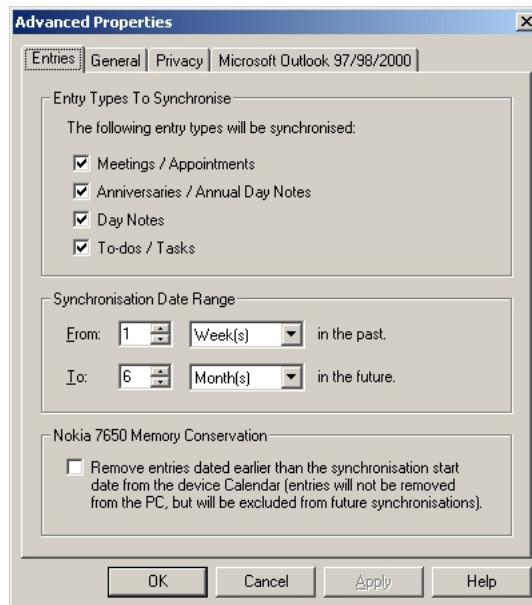 Advanced Properties
Entries General Privacy Microsoft Outlook 97/98/2000
Entry Types To Synchronise
The following entry types will be synchronised:
Meetings / Appointments
Anniversaries / Annual Day Notes
Day Notes
To-dos / Tasks
Synchronisation Date Range
From: 1 Week(s) in the past.
To: 6 Month(s) in the future.
Nokia 7650 Memory Conservation
Remove entries dated earlier than the synchronisation start
date from the device Calendar (entries will not be removed
from the PC, but will be excluded from future synchronisations).
OK Cancel Apply Help